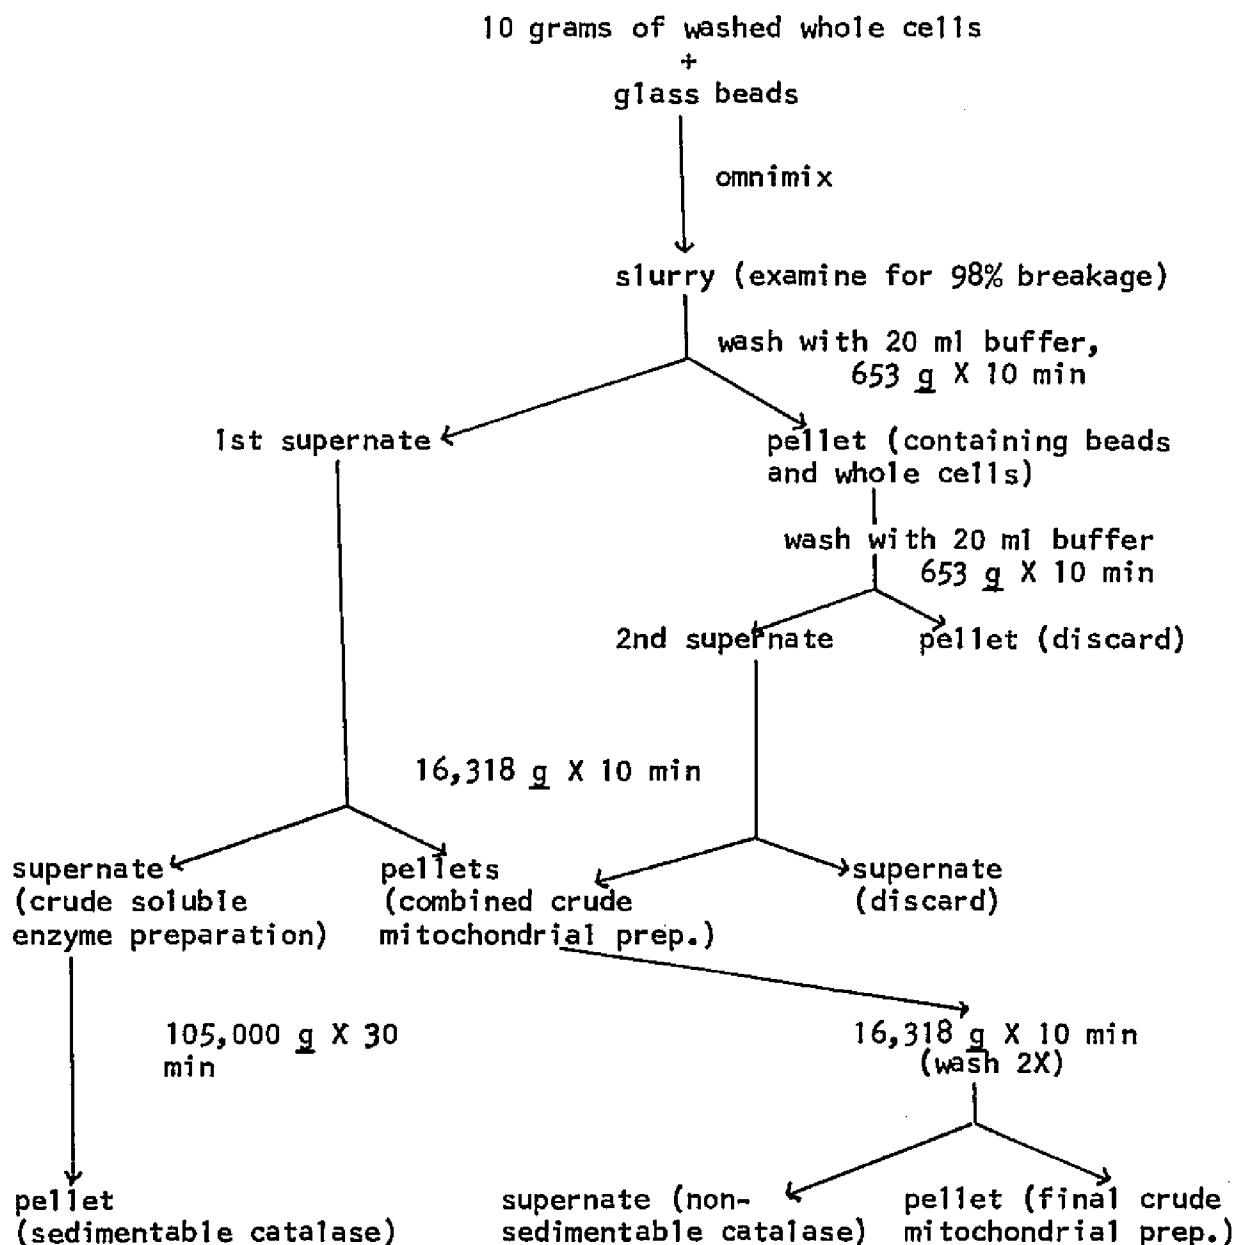 10 grams of washed whole cells
+
glass beads
omnimix
slurry (examine for 98% breakage)
wash with 20 ml buffer,
653 g X 10 min
1st supernate
pellet (containing beads
and whole cells)
wash with 20 ml buffer
653 g X 10 min
2nd supernate
pellet (discard)
16,318 g X 10 min
supernate
(crude soluble
enzyme preparation)
pellets
(combined crude
mitochondrial prep.)
supernate
(discard)
105,000 g X 30
min
16,318 g X 10 min
(wash 2X)
pellet
(sedimentable catalase)
supernate (non-
sedimentable catalase)
pellet (final crude
mitochondrial prep.)